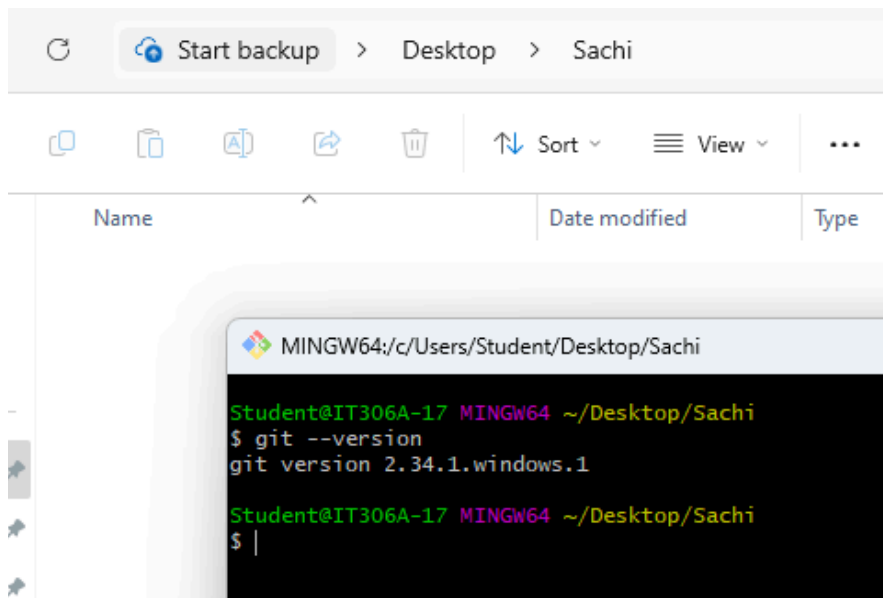 Start backup > Desktop > Sachi
Sort View
Name Date modified Type
MINGW64:/c/Users/Student/Desktop/Sachi
Student@IT306A-17 MINGW64 ~/Desktop/Sachi
$ git --version
git version 2.34.1.windows.1
Student@IT306A-17 MINGW64 ~/Desktop/Sachi
$